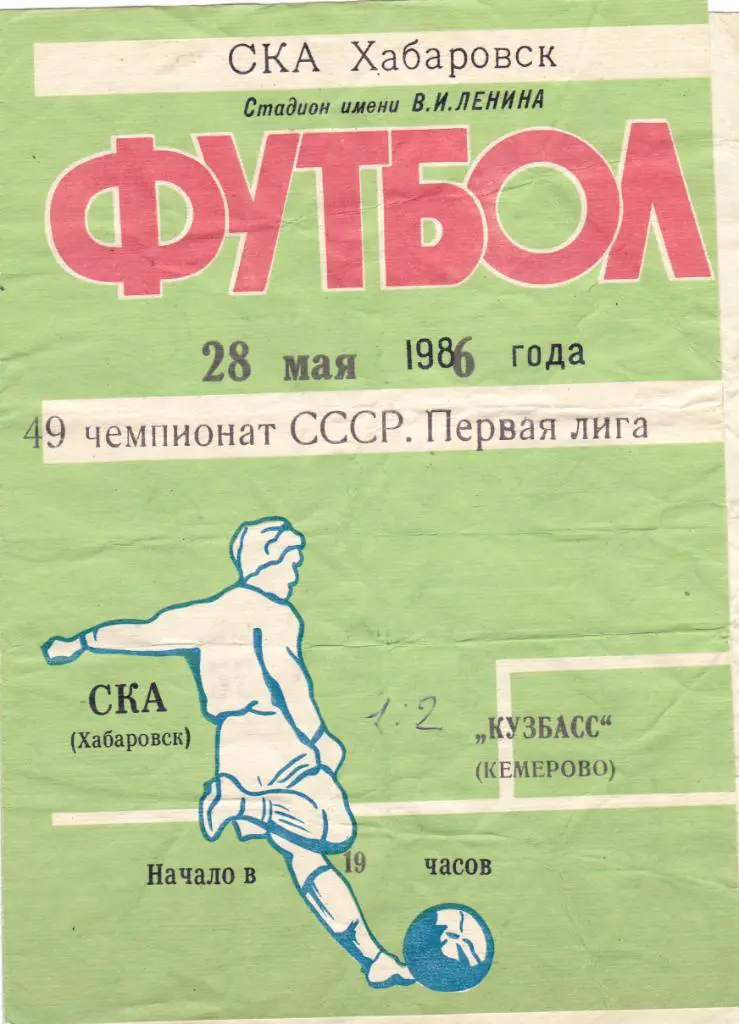 СКА Хабаровск
Стадион имени В.И.ЛЕНИНА
ФУТБОЛ
28 мая 1986 года
49 чемпионат СССР. Первая лига
СКА
(Хабаровск)
1:2
„КУЗБАСС“
(КЕМЕРОВО)
Начало в 19 часов